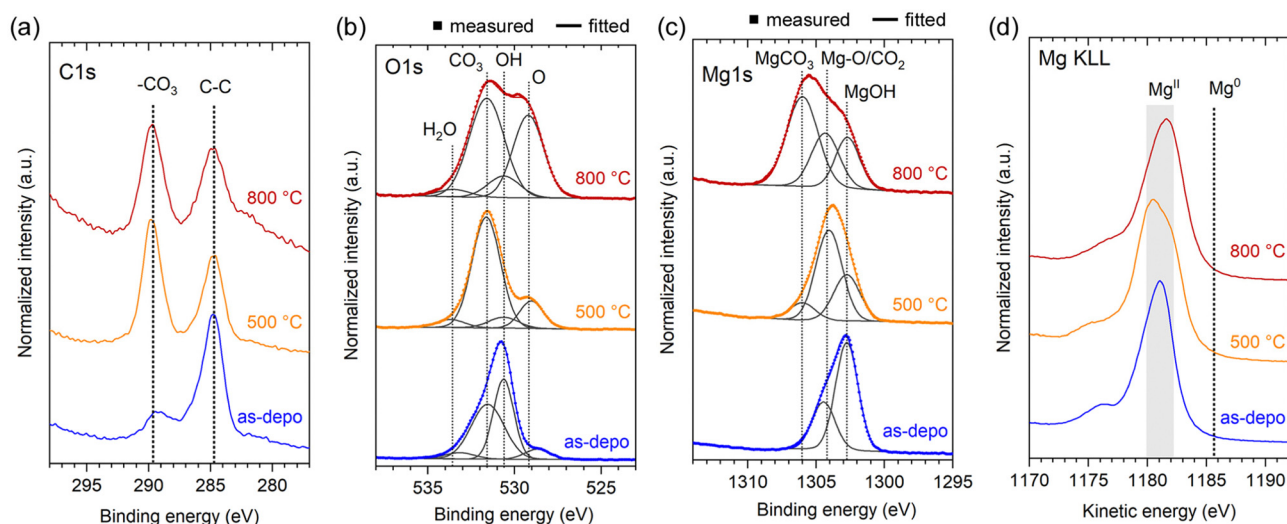 (a)
C1s
-CO₃
C-C
800 °C
500 °C
as-depo
Normalized intensity (a.u.)
295 290 285 280
Binding energy (eV)
(b)
■ measured — fitted
O1s
CO₃
OH
O
H₂O
800 °C
500 °C
as-depo
Normalized intensity (a.u.)
535 530 525
Binding energy (eV)
(c)
■ measured — fitted
Mg1s
MgCO₃
Mg-O/CO₂
MgOH
800 °C
500 °C
as-depo
Normalized intensity (a.u.)
1310 1305 1300 1295
Binding energy (eV)
(d)
Mg KLL
Mgᴵᴵ
Mg⁰
800 °C
500 °C
as-depo
Normalized intensity (a.u.)
1170 1175 1180 1185 1190
Kinetic energy (eV)